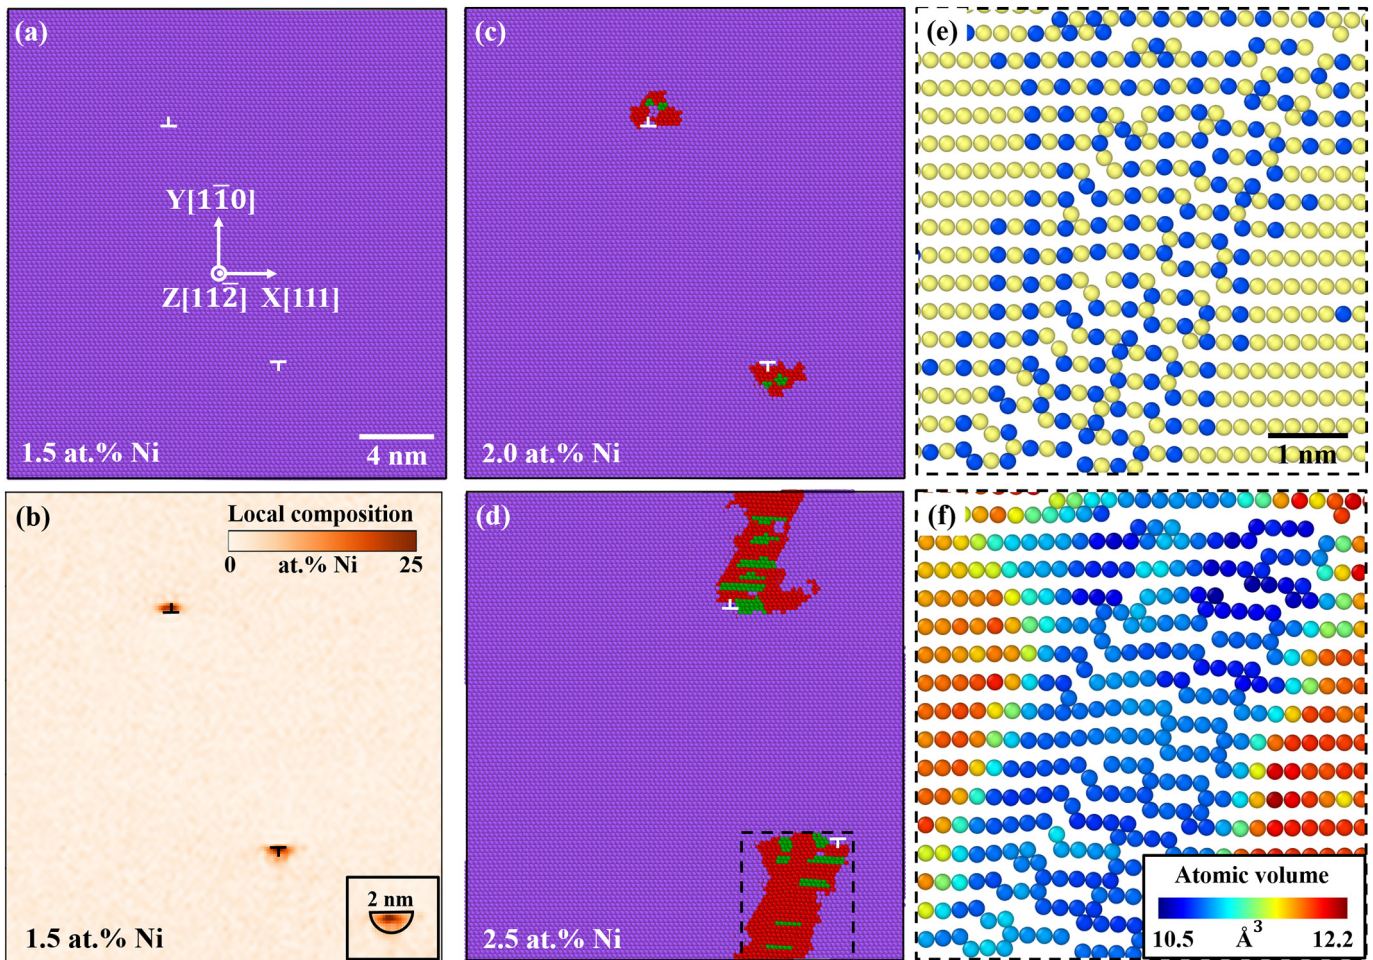 (a)
Y[11̅0]
Z[112̅] X[111]
1.5 at.% Ni
4 nm
(b)
Local composition
0 at.% Ni 25
2 nm
1.5 at.% Ni
(c)
2.0 at.% Ni
(d)
2.5 at.% Ni
(e)
1 nm
(f)
Atomic volume
10.5 Å³ 12.2